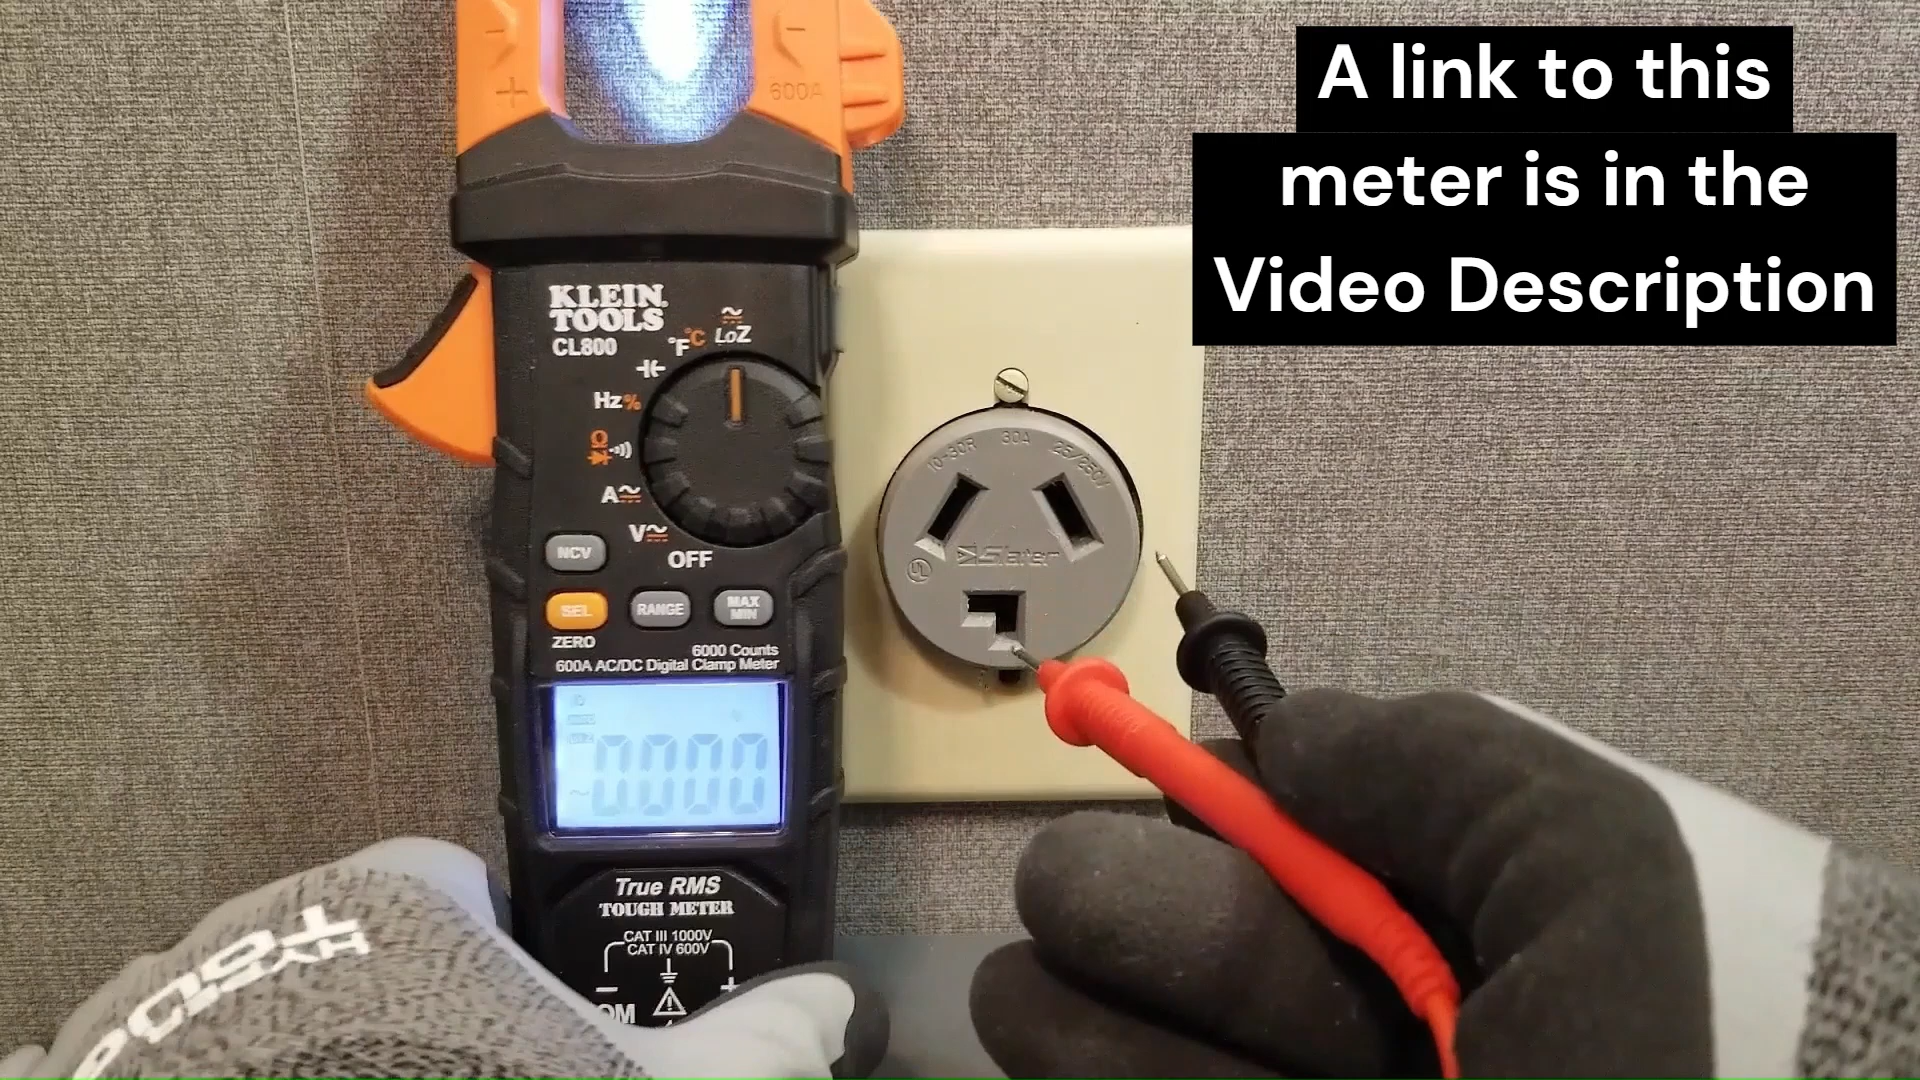 A link to this
meter is in the
Video Description
600A
KLEIN
TOOLS
CL800
°F°C
LoZ
Hz%
Ω
A
V
OFF
NCV
SEL
RANGE
MAX
MIN
ZERO
6000 Counts
600A AC/DC Digital Clamp Meter
0000
True RMS
TOUGH METER
CAT III 1000V
CAT IV 600V
10-30R
30A
Slater
UL